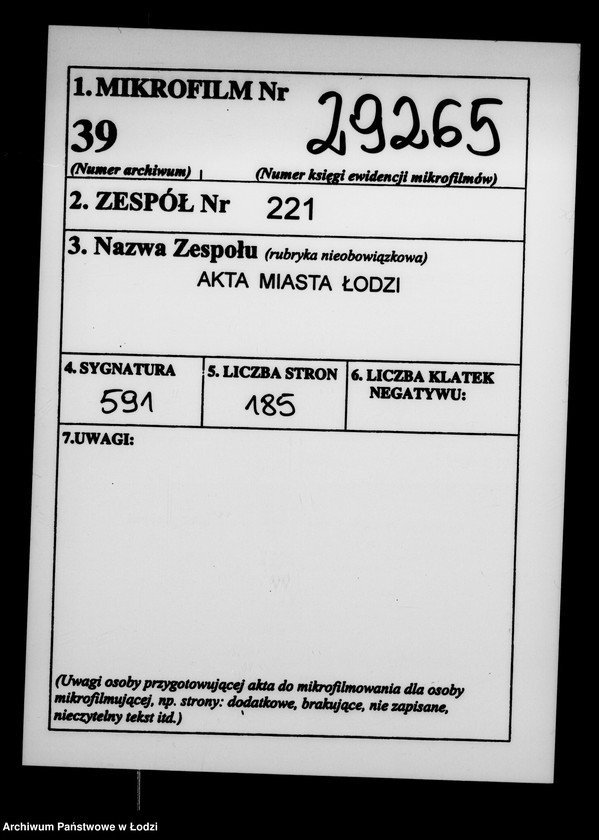 1. MIKROFILM Nr 29265
39
(Numer archiwum) (Numer księgi ewidencji mikrofilmów)
2. ZESPÓŁ Nr 221
3. Nazwa Zespołu (rubryka nieobowiązkowa)
AKTA MIASTA ŁODZI
4. SYGNATURA 5. LICZBA STRON 6. LICZBA KLATEK
NEGATYWU:
591 185
7.UWAGI:
(Uwagi osoby przygotowującej akta do mikrofilmowania dla osoby
mikrofilmującej, np. strony: dodatkowe, brakujące, nie zapisane,
nieczytelny tekst itd.)
Archiwum Państwowe w Łodzi